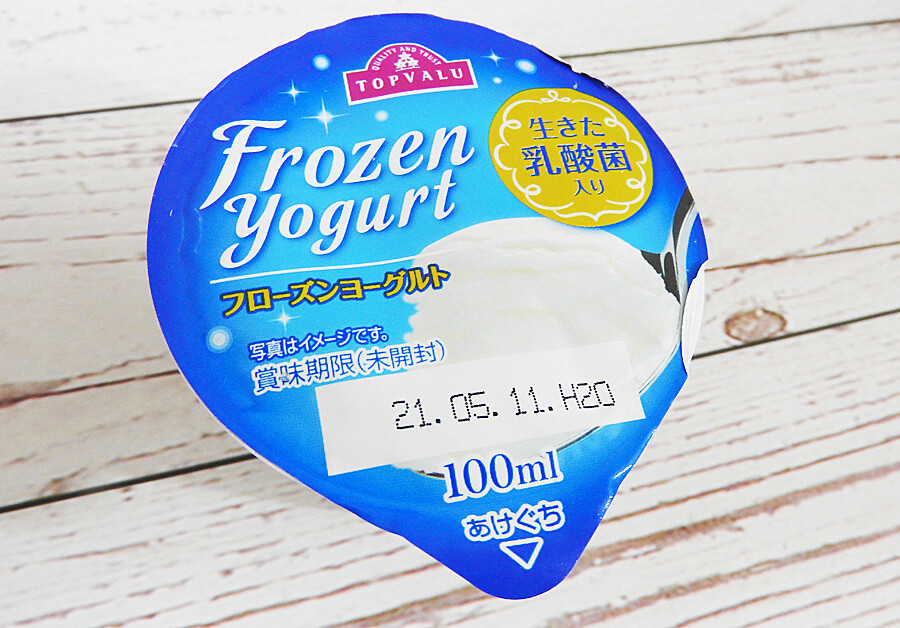 QUALITY AND TRUST
TOPVALU
Frozen
Yogurt
生きた
乳酸菌
入り
フローズンヨーグルト
写真はイメージです。
賞味期限(未開封)
21.05.11.H20
100ml
あけぐち